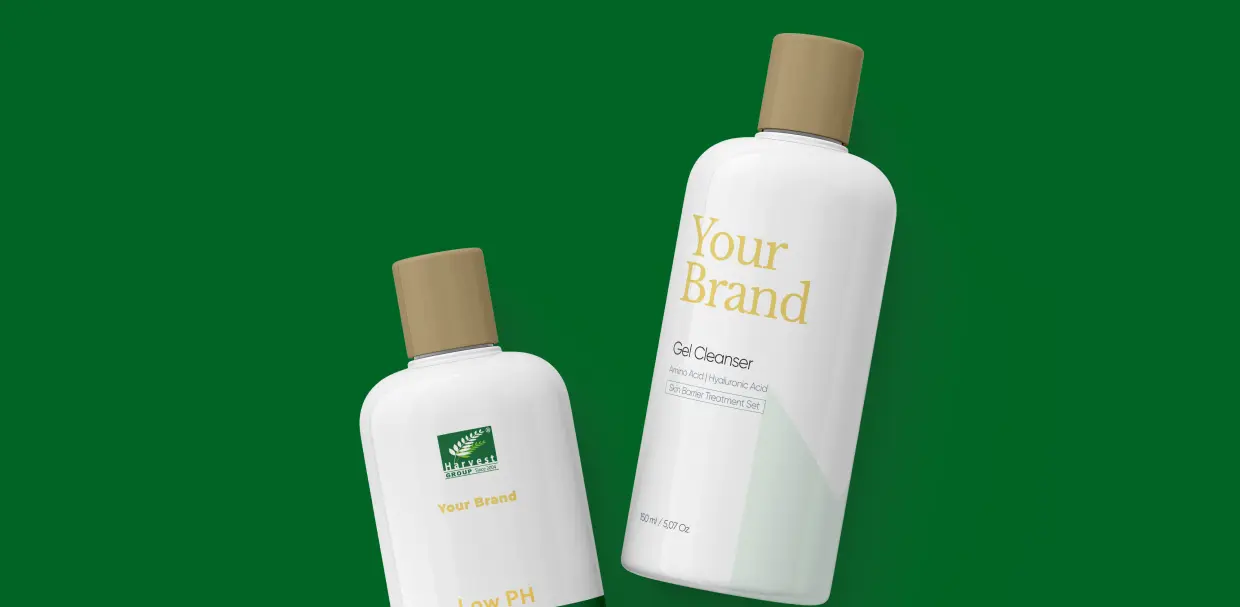 Your
Brand
Gel Cleanser
Amino Acid | Hyaluronic Acid
Skin Barrier Treatment Set
150 ml / 5,07 Oz
Harvest
GROUP Since 2004
Your Brand
Low PH